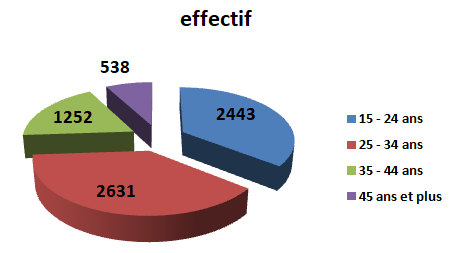 effectif
538
1252
2443
2631
15 - 24 ans
25 - 34 ans
35 - 44 ans
45 ans et plus